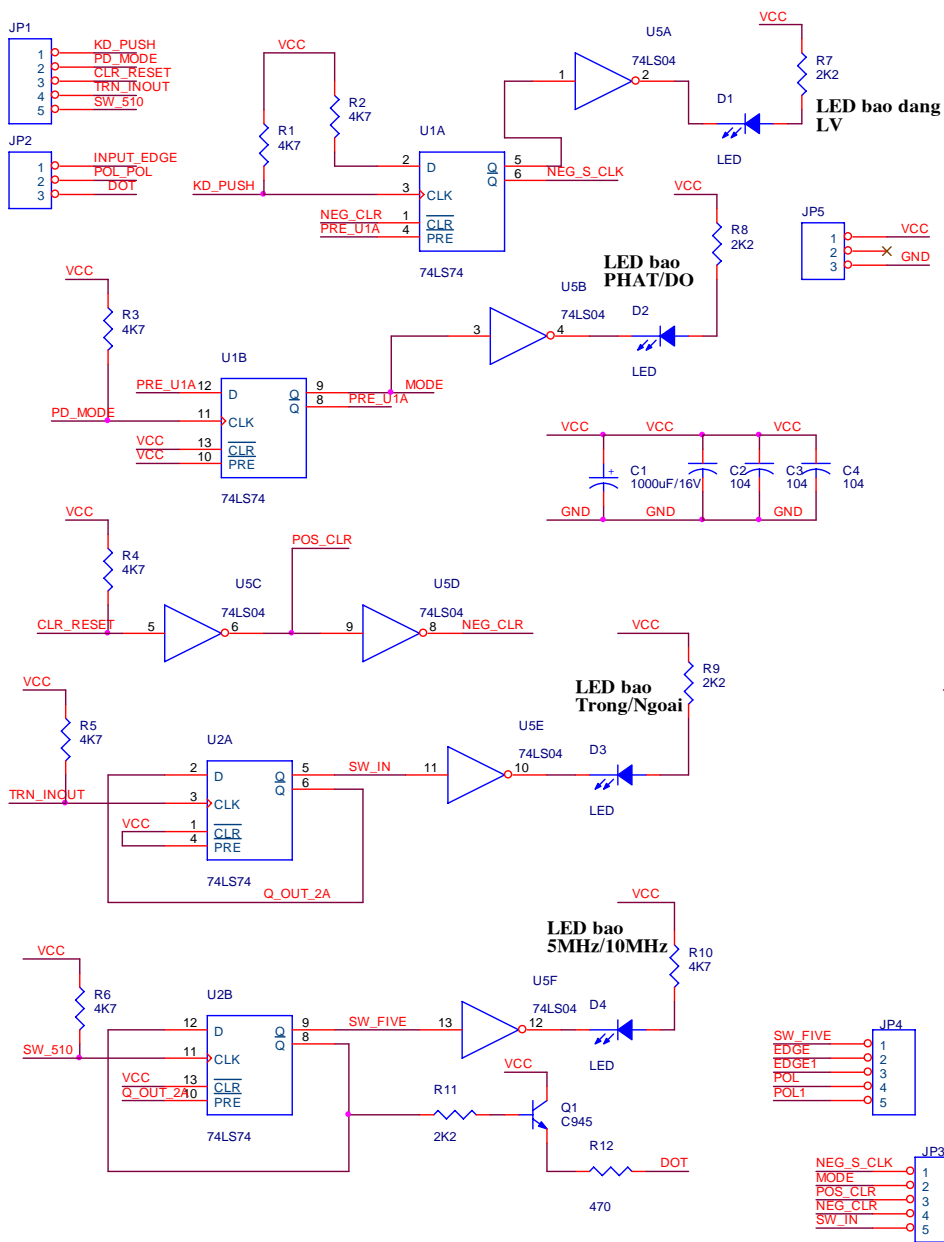 JP1
1 KD_PUSH
2 PD_MODE
3 CLR_RESET
4 TRN_INOUT
5 SW_510
JP2
1 INPUT_EDGE
2 POL_POL
3 DOT
VCC
R1
4K7
R2
4K7
KD_PUSH
NEG_CLR
PRE_U1A
U1A
2 D
3 CLK
1 CLR
4 PRE
Q 5
Q 6
74LS74
NEG_S_CLK
U5A
74LS04
1 2
D1
LED
VCC
R7
2K2
LED bao dang
LV
VCC
R3
4K7
PRE_U1A
PD_MODE
VCC
VCC
U1B
12 D
11 CLK
13 CLR
10 PRE
Q 9
Q 8
74LS74
MODE
PRE_U1A
LED bao
PHAT/DO
U5B
74LS04
3 4
D2
LED
VCC
R8
2K2
JP5
1 VCC
2
3 GND
VCC VCC VCC
C1
1000uF/16V
C2
104
C3
104
C4
104
GND GND GND
VCC
R4
4K7
CLR_RESET
U5C
74LS04
5 6
POS_CLR
U5D
74LS04
9 8
NEG_CLR
VCC
R5
4K7
TRN_INOUT
VCC
U2A
2 D
3 CLK
1 CLR
4 PRE
Q 5
Q 6
74LS74
Q_OUT_2A
SW_IN
LED bao
Trong/Ngoai
U5E
74LS04
11 10
D3
LED
VCC
R9
2K2
VCC
R6
4K7
SW_510
VCC
Q_OUT_2A
U2B
12 D
11 CLK
13 CLR
10 PRE
Q 9
Q 8
74LS74
SW_FIVE
LED bao
5MHz/10MHz
U5F
74LS04
13 12
D4
LED
VCC
R10
4K7
R11
2K2
VCC
Q1
C945
R12
470
DOT
JP4
SW_FIVE 1
EDGE 2
EDGE1 3
POL 4
POL1 5
JP3
NEG_S_CLK 1
MODE 2
POS_CLR 3
NEG_CLR 4
SW_IN 5